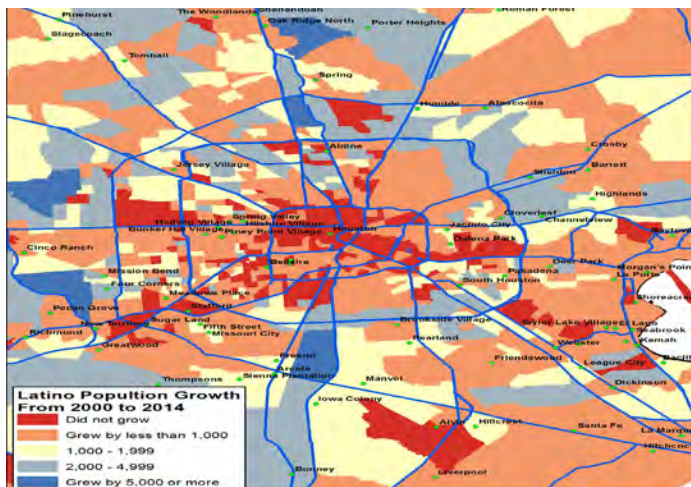 Pinehurst
The Woodlands
Shenandoah
Oak Ridge North
Porter Heights
Roman Forest
Stagecoach
Tomball
Spring
Humble
Atascocita
Crosby
Aldine
Barrett
Jersey Village
Sheldon
Highlands
Spring Valley
Cloverleaf
Channelview
Hedwig Village
Hilshire Village
Bunker Hill Village
Piney Point Village
Houston
Jacinto City
Galena Park
Cinco Ranch
Bellaire
Deer Park
Mission Bend
Pasadena
Morgan's Point
La Porte
Four Corners
South Houston
Meadows Place
Shoreacres
Pecan Grove
Stafford
Sugar Land
Brookside Village
Taylor Lake Village
El Lago
Seabrook
Richmond
Fifth Street
Missouri City
Pearland
Webster
Kemah
Greatwood
Fresno
Friendswood
League City
Arcola
Sienna Plantation
Thompsons
Manvel
Dickinson
Iowa Colony
Alvin
Hillcrest
Santa Fe
La Marque
Hitchcock
Bonney
Liverpool
Latino Popultion Growth
From 2000 to 2014
Did not grow
Grew by less than 1,000
1,000 - 1,999
2,000 - 4,999
Grew by 5,000 or more